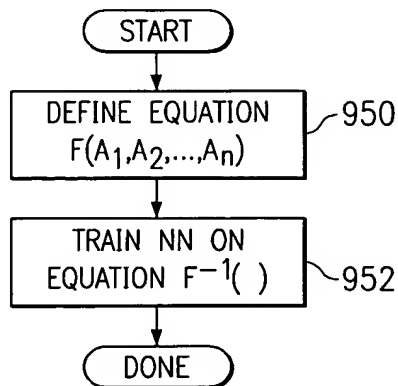 START
DEFINE EQUATION
F(A₁,A₂,...,Aₙ)
950
TRAIN NN ON
EQUATION F⁻¹( )
952
DONE